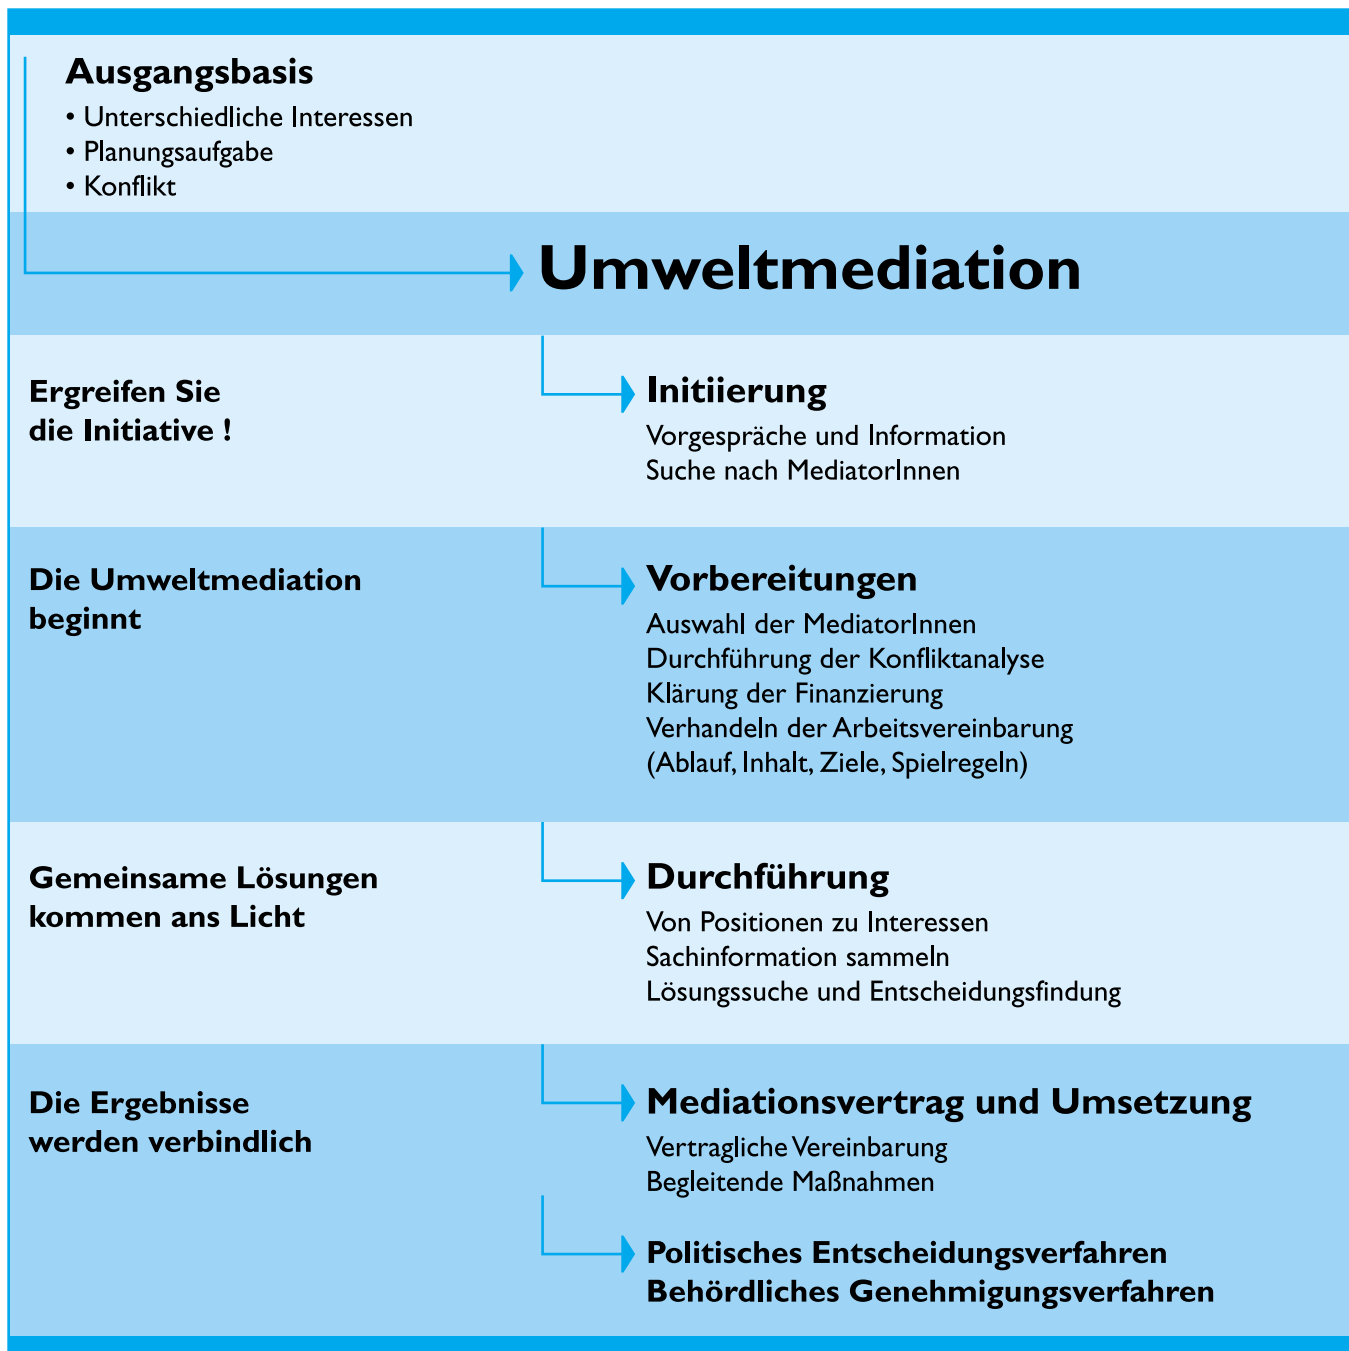 Ausgangsbasis
• Unterschiedliche Interessen
• Planungsaufgabe
• Konflikt
Umweltmediation
Ergreifen Sie
die Initiative !
Initiierung
Vorgespräche und Information
Suche nach MediatorInnen
Die Umweltmediation
beginnt
Vorbereitungen
Auswahl der MediatorInnen
Durchführung der Konfliktanalyse
Klärung der Finanzierung
Verhandeln der Arbeitsvereinbarung
(Ablauf, Inhalt, Ziele, Spielregeln)
Gemeinsame Lösungen
kommen ans Licht
Durchführung
Von Positionen zu Interessen
Sachinformation sammeln
Lösungssuche und Entscheidungsfindung
Die Ergebnisse
werden verbindlich
Mediationsvertrag und Umsetzung
Vertragliche Vereinbarung
Begleitende Maßnahmen
Politisches Entscheidungsverfahren
Behördliches Genehmigungsverfahren